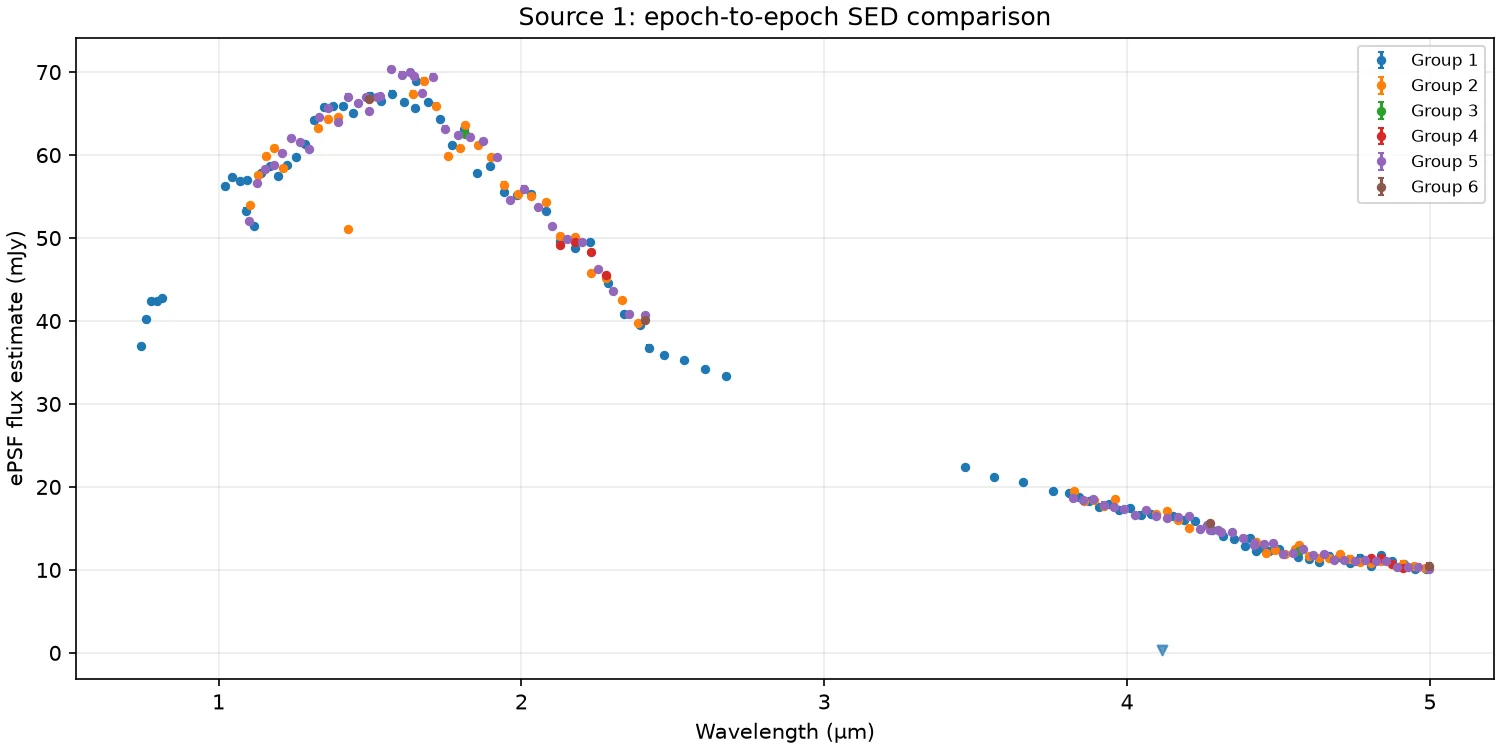 Source 1: epoch-to-epoch SED comparison
ePSF flux estimate (mJy)
70
60
50
40
30
20
10
0
Group 1
Group 2
Group 3
Group 4
Group 5
Group 6
1 2 3 4 5
Wavelength (μm)